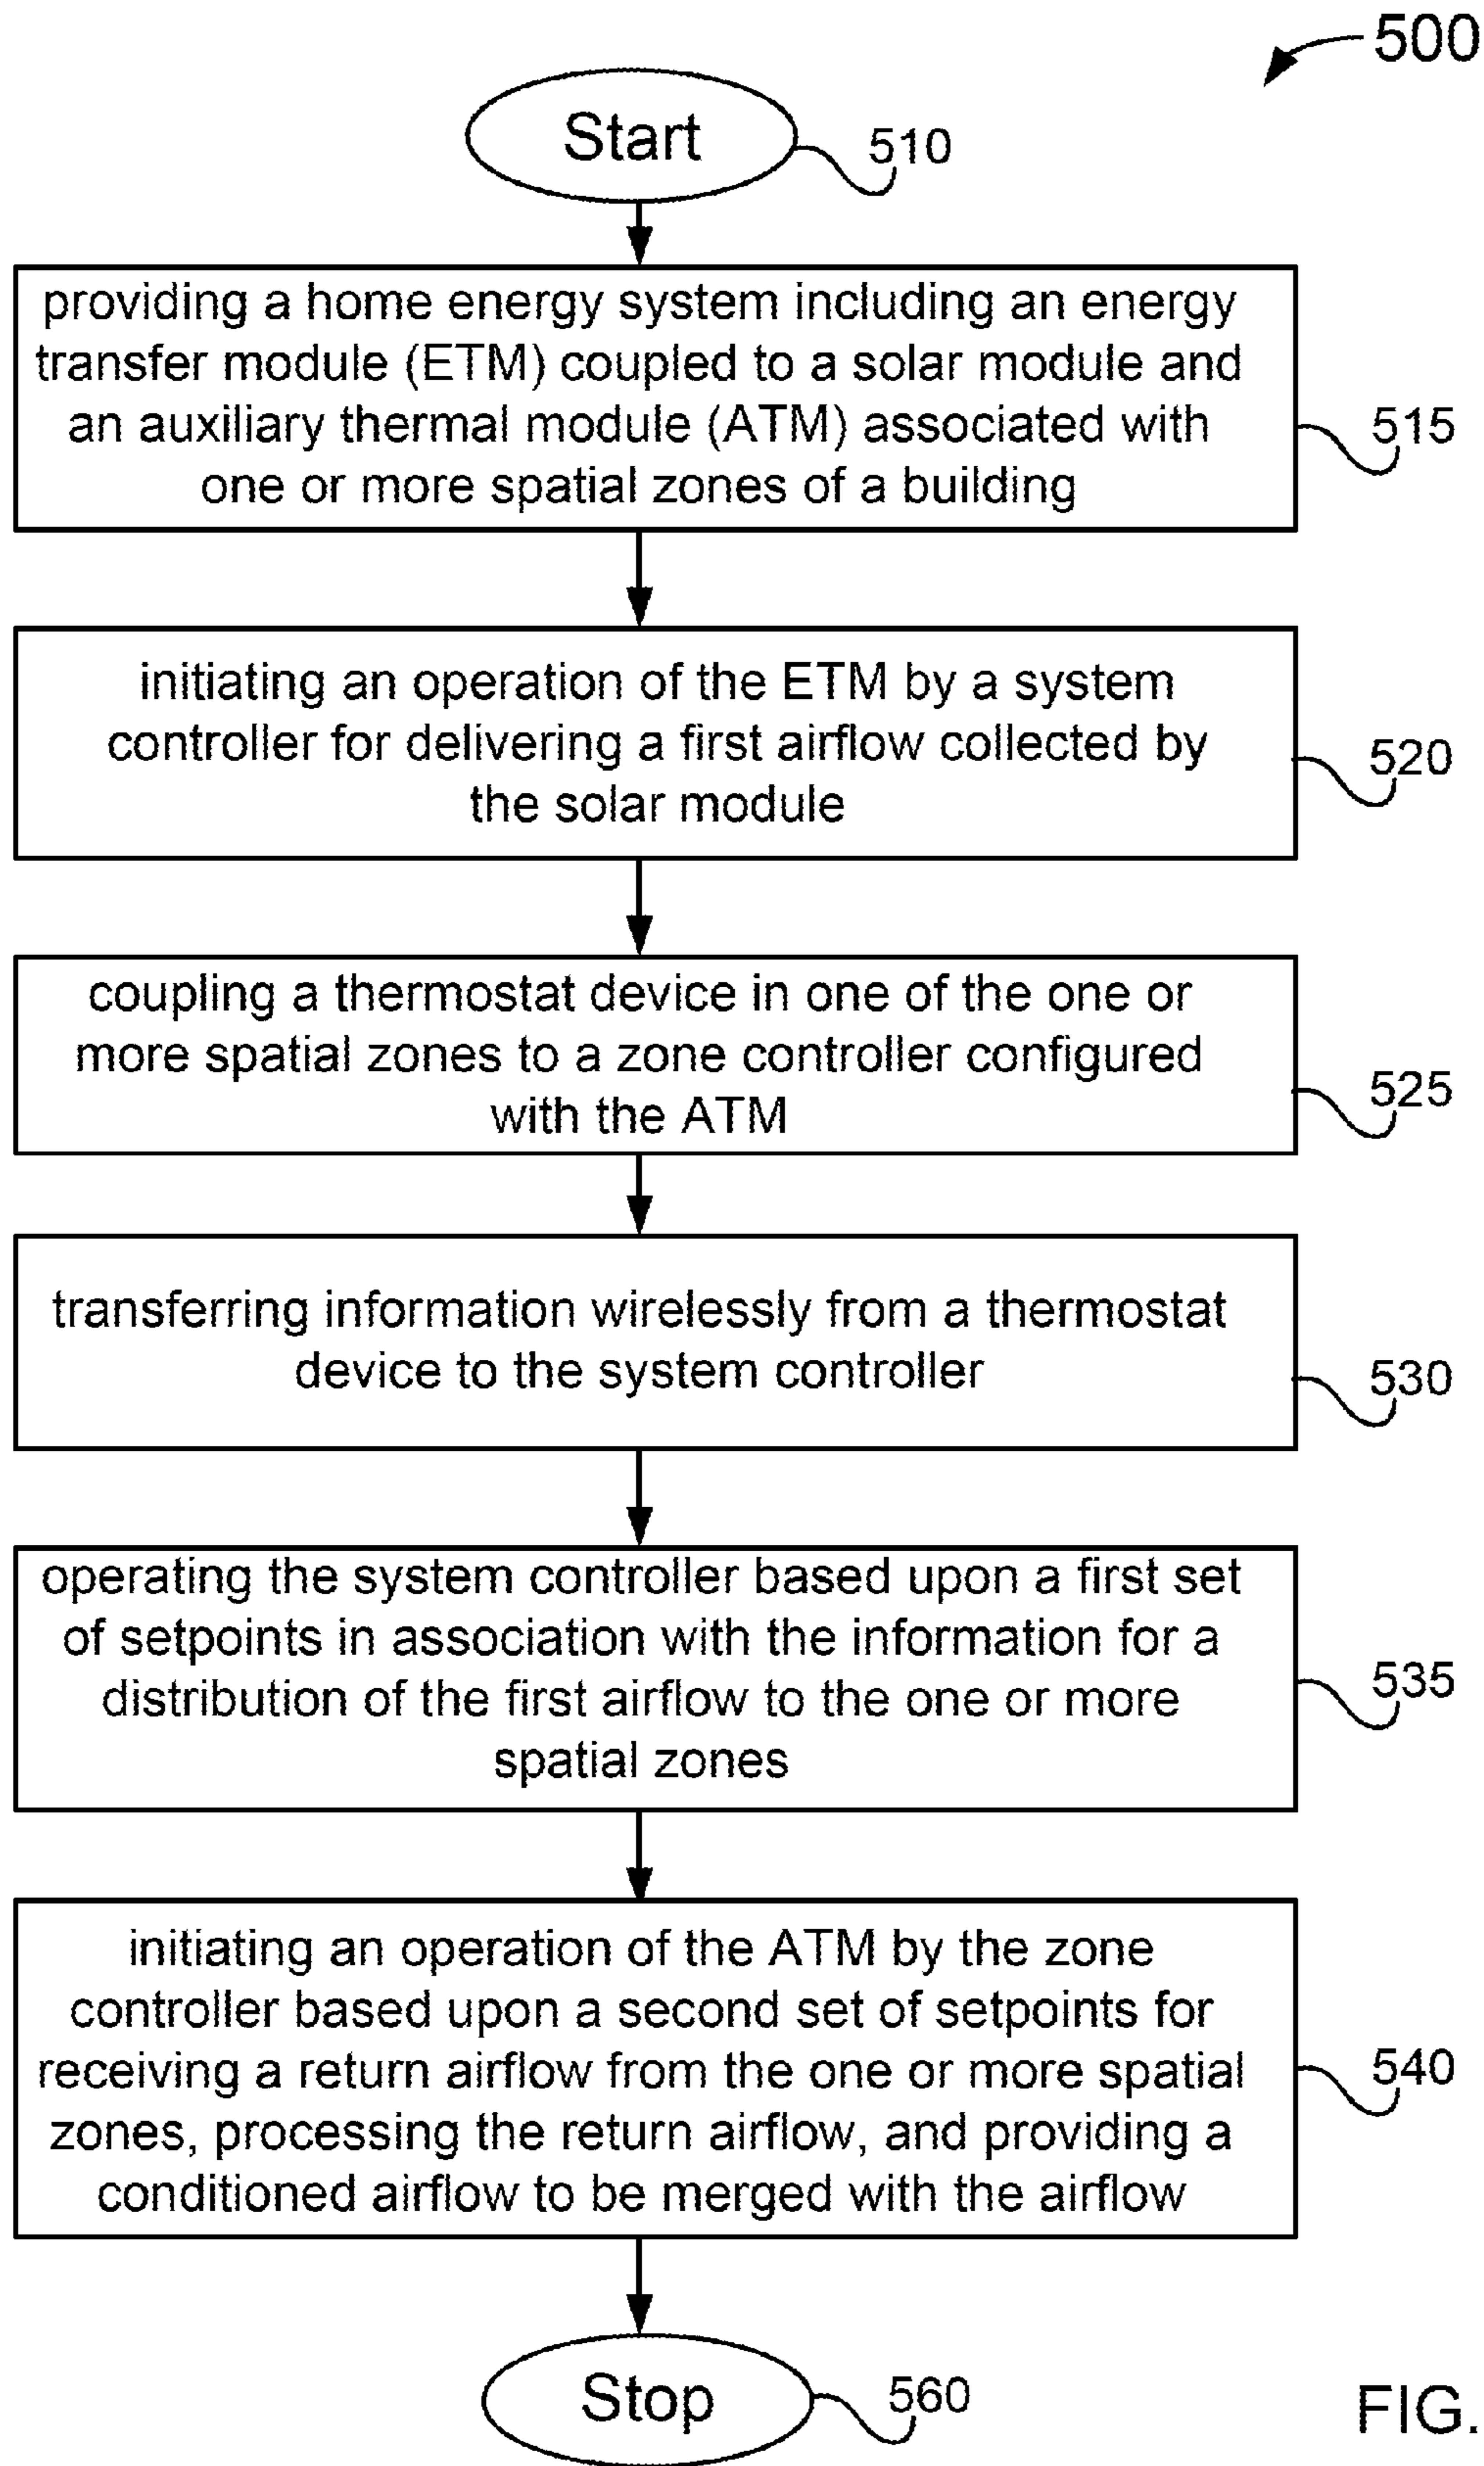 500
Start
510
providing a home energy system including an energy
transfer module (ETM) coupled to a solar module and
an auxiliary thermal module (ATM) associated with
one or more spatial zones of a building
515
initiating an operation of the ETM by a system
controller for delivering a first airflow collected by
the solar module
520
coupling a thermostat device in one of the one or
more spatial zones to a zone controller configured
with the ATM
525
transferring information wirelessly from a thermostat
device to the system controller
530
operating the system controller based upon a first set
of setpoints in association with the information for a
distribution of the first airflow to the one or more
spatial zones
535
initiating an operation of the ATM by the zone
controller based upon a second set of setpoints for
receiving a return airflow from the one or more spatial
zones, processing the return airflow, and providing a
conditioned airflow to be merged with the airflow
540
Stop
560
FIG.